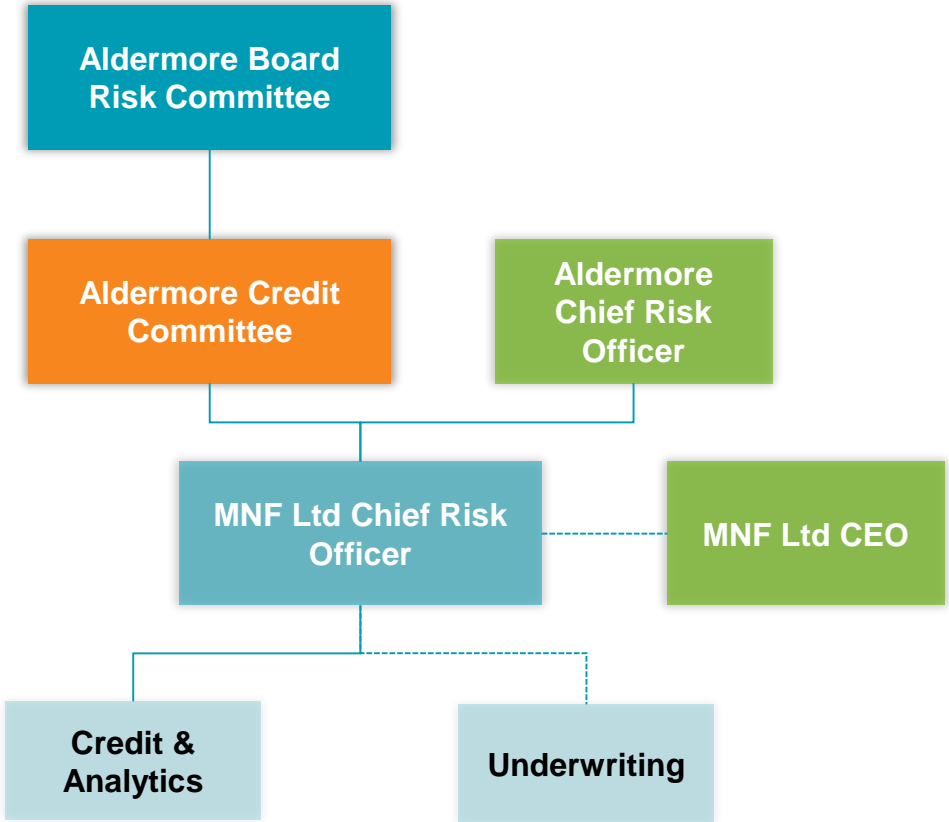 Aldermore Board
Risk Committee
Aldermore Credit
Committee
Aldermore
Chief Risk
Officer
MNF Ltd Chief Risk
Officer
MNF Ltd CEO
Credit &
Analytics
Underwriting